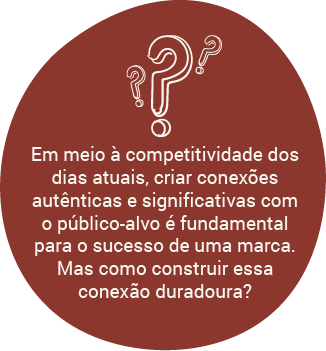 Em meio à competitividade dos
dias atuais, criar conexões
autênticas e significativas com
o público-alvo é fundamental
para o sucesso de uma marca.
Mas como construir essa
conexão duradoura?